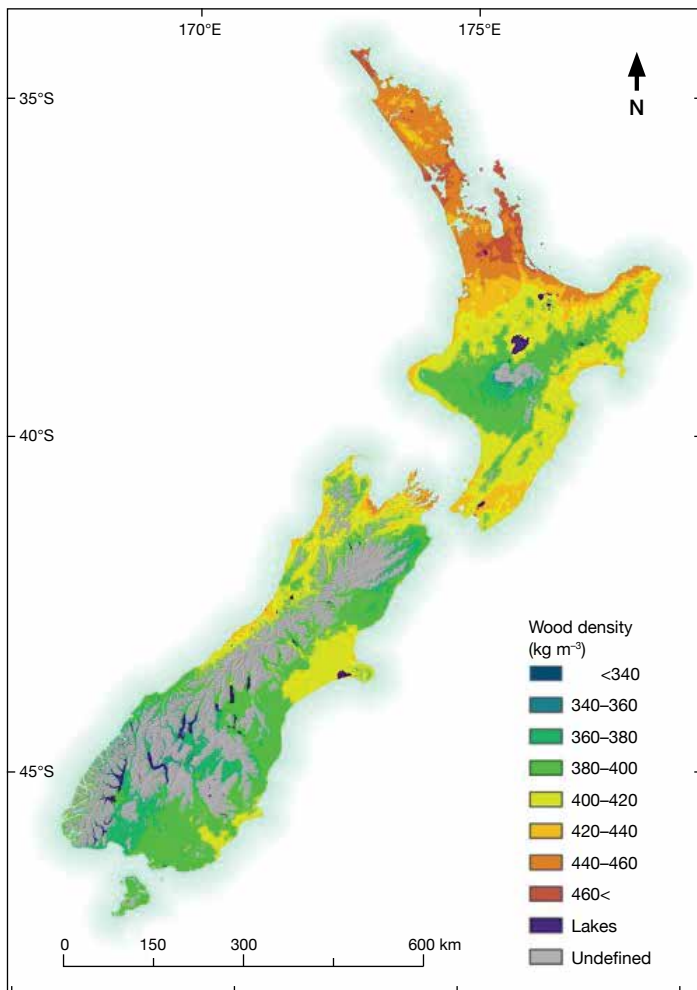 170°E
175°E
35°S
N
40°S
45°S
Wood density
(kg m⁻³)
<340
340–360
360–380
380–400
400–420
420–440
440–460
460<
Lakes
Undefined
0
150
300
600 km